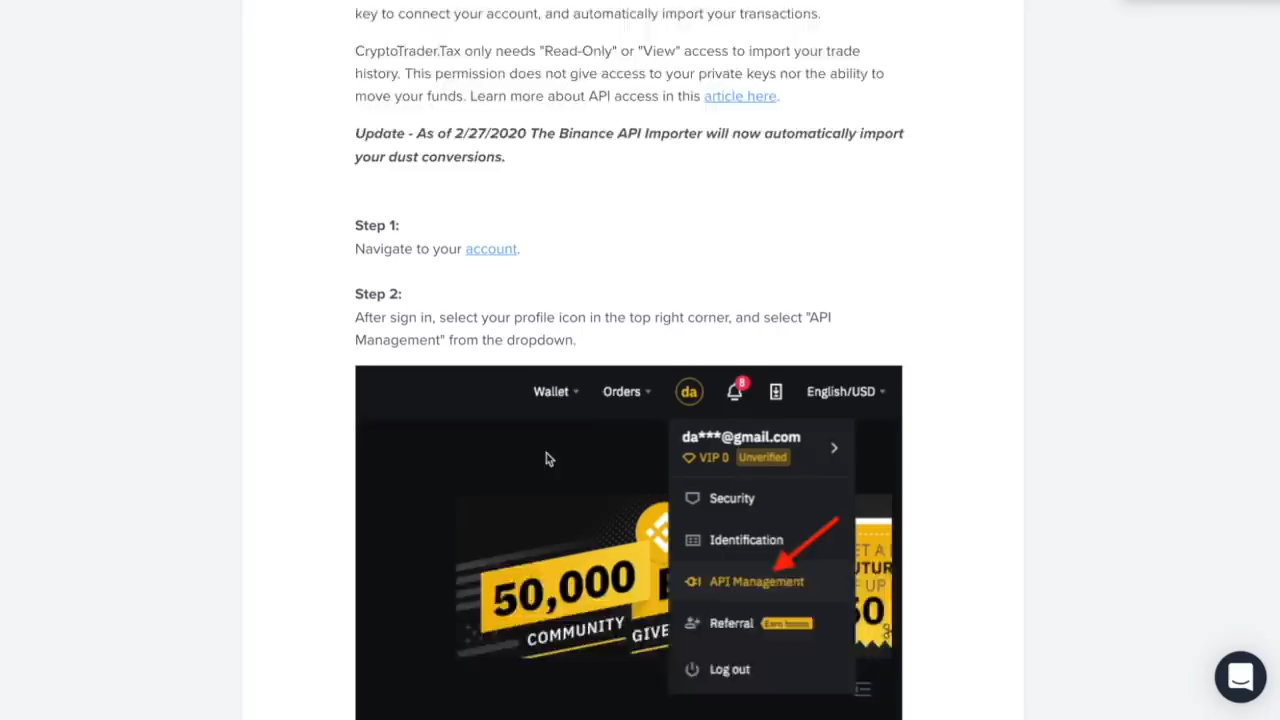 key to connect your account, and automatically import your transactions.
CryptoTrader.Tax only needs "Read-Only" or "View" access to import your trade
history. This permission does not give access to your private keys nor the ability to
move your funds. Learn more about API access in this article here.
Update - As of 2/27/2020 The Binance API Importer will now automatically import
your dust conversions.
Step 1:
Navigate to your account.
Step 2:
After sign in, select your profile icon in the top right corner, and select "API
Management" from the dropdown.
Wallet Orders da 8 English/USD
da***@gmail.com
VIP 0 Unverified
Security
Identification
API Management
Referral Earn bonus
Log out
50,000
COMMUNITY GIVE